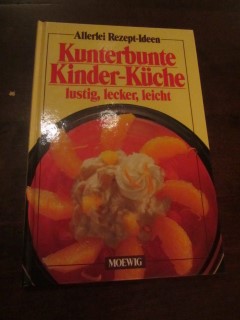 Allerlei Rezept-Ideen
Kunterbunte
Kinder-Küche
lustig, lecker, leicht
MOEWIG